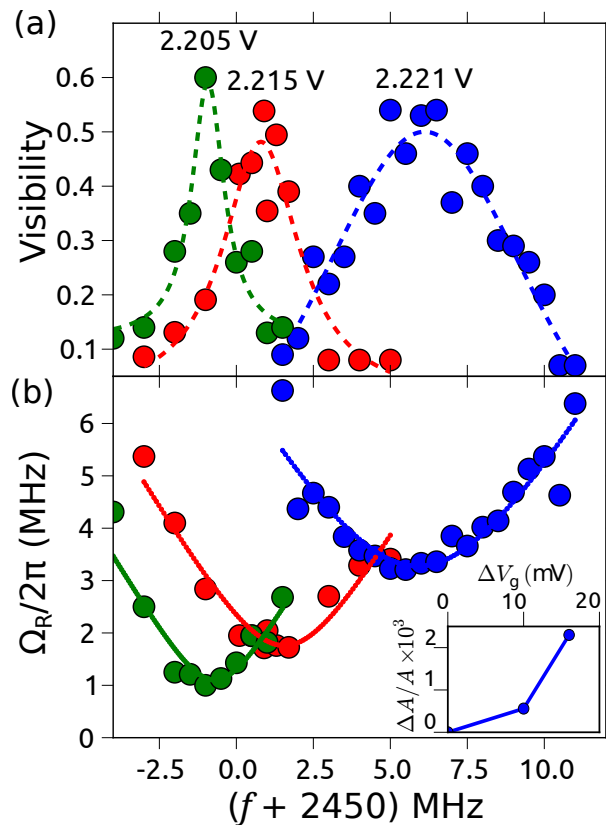 (a)
2.205 V
2.215 V
2.221 V
Visibility
0.6
0.5
0.4
0.3
0.2
0.1
(b)
Ω_R/2π (MHz)
6
5
4
3
2
1
0
ΔV_g (mV)
0 10 20
ΔA/A ×10³
2
1
0
-2.5 0.0 2.5 5.0 7.5 10.0
(f + 2450) MHz